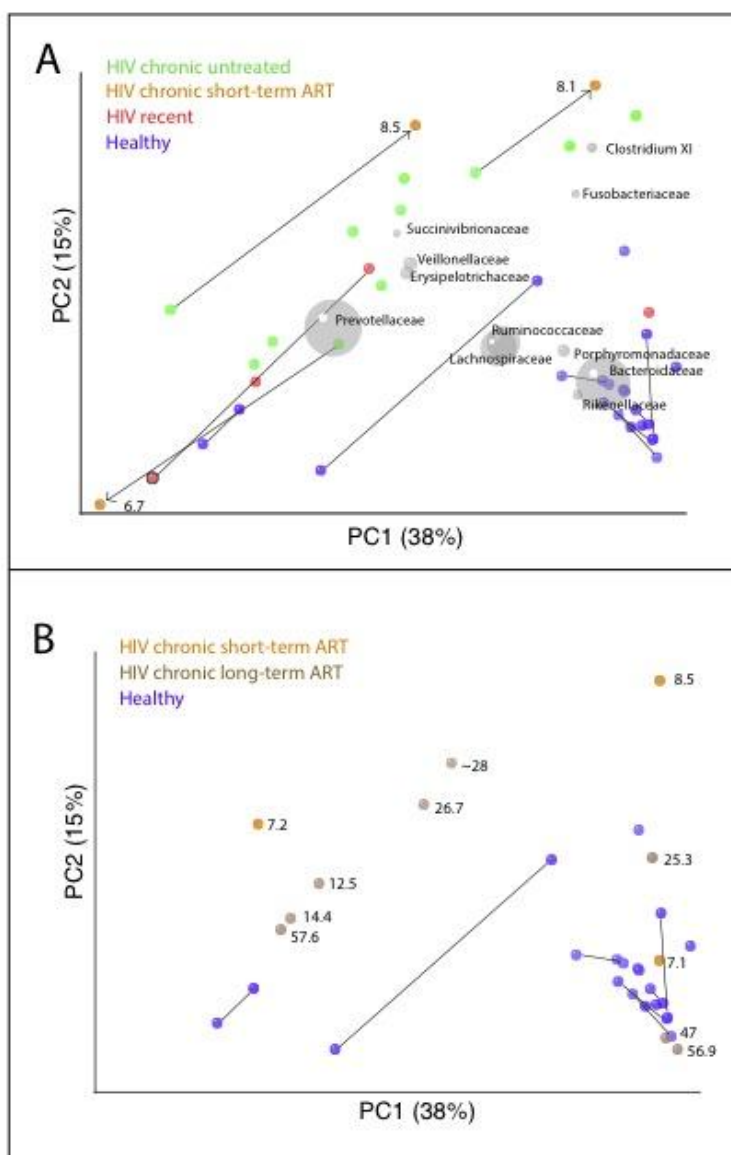 A
HIV chronic untreated
HIV chronic short-term ART
HIV recent
Healthy
8.5
8.1
Clostridium XI
Fusobacteriaceae
Succinivibrionaceae
Veillonellaceae
Erysipelotrichaceae
Prevotellaceae
Ruminococcaceae
Lachnospiraceae
Porphyromonadaceae
Bacteroidaceae
Rikenellaceae
6.7
PC2 (15%)
PC1 (38%)
B
HIV chronic short-term ART
HIV chronic long-term ART
Healthy
8.5
~28
26.7
7.2
25.3
12.5
14.4
57.6
7.1
47
56.9
PC2 (15%)
PC1 (38%)